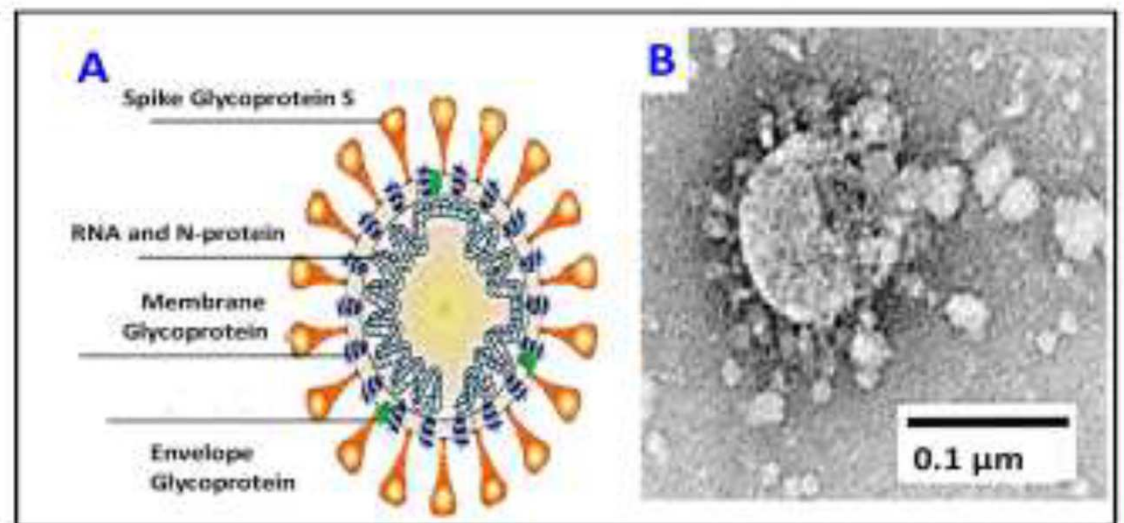 A
Spike Glycoprotein S
RNA and N-protein
Membrane
Glycoprotein
Envelope
Glycoprotein
B
0.1 µm